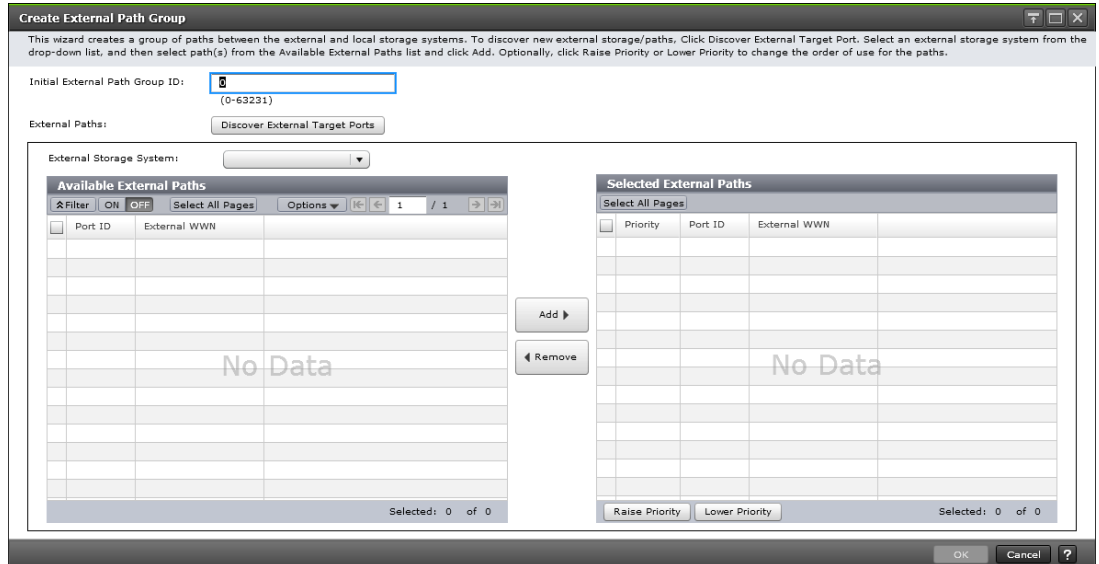 Create External Path Group
This wizard creates a group of paths between the external and local storage systems. To discover new external storage/paths, Click Discover External Target Port. Select an external storage system from the
drop-down list, and then select path(s) from the Available External Paths list and click Add. Optionally, click Raise Priority or Lower Priority to change the order of use for the paths.
Initial External Path Group ID: 0
(0-63231)
External Paths: Discover External Target Ports
External Storage System:
Available External Paths
Filter ON OFF Select All Pages Options 1 / 1
Port ID External WWN
No Data
Selected: 0 of 0
Add
Remove
Selected External Paths
Select All Pages
Priority Port ID External WWN
No Data
Raise Priority Lower Priority Selected: 0 of 0
OK Cancel ?